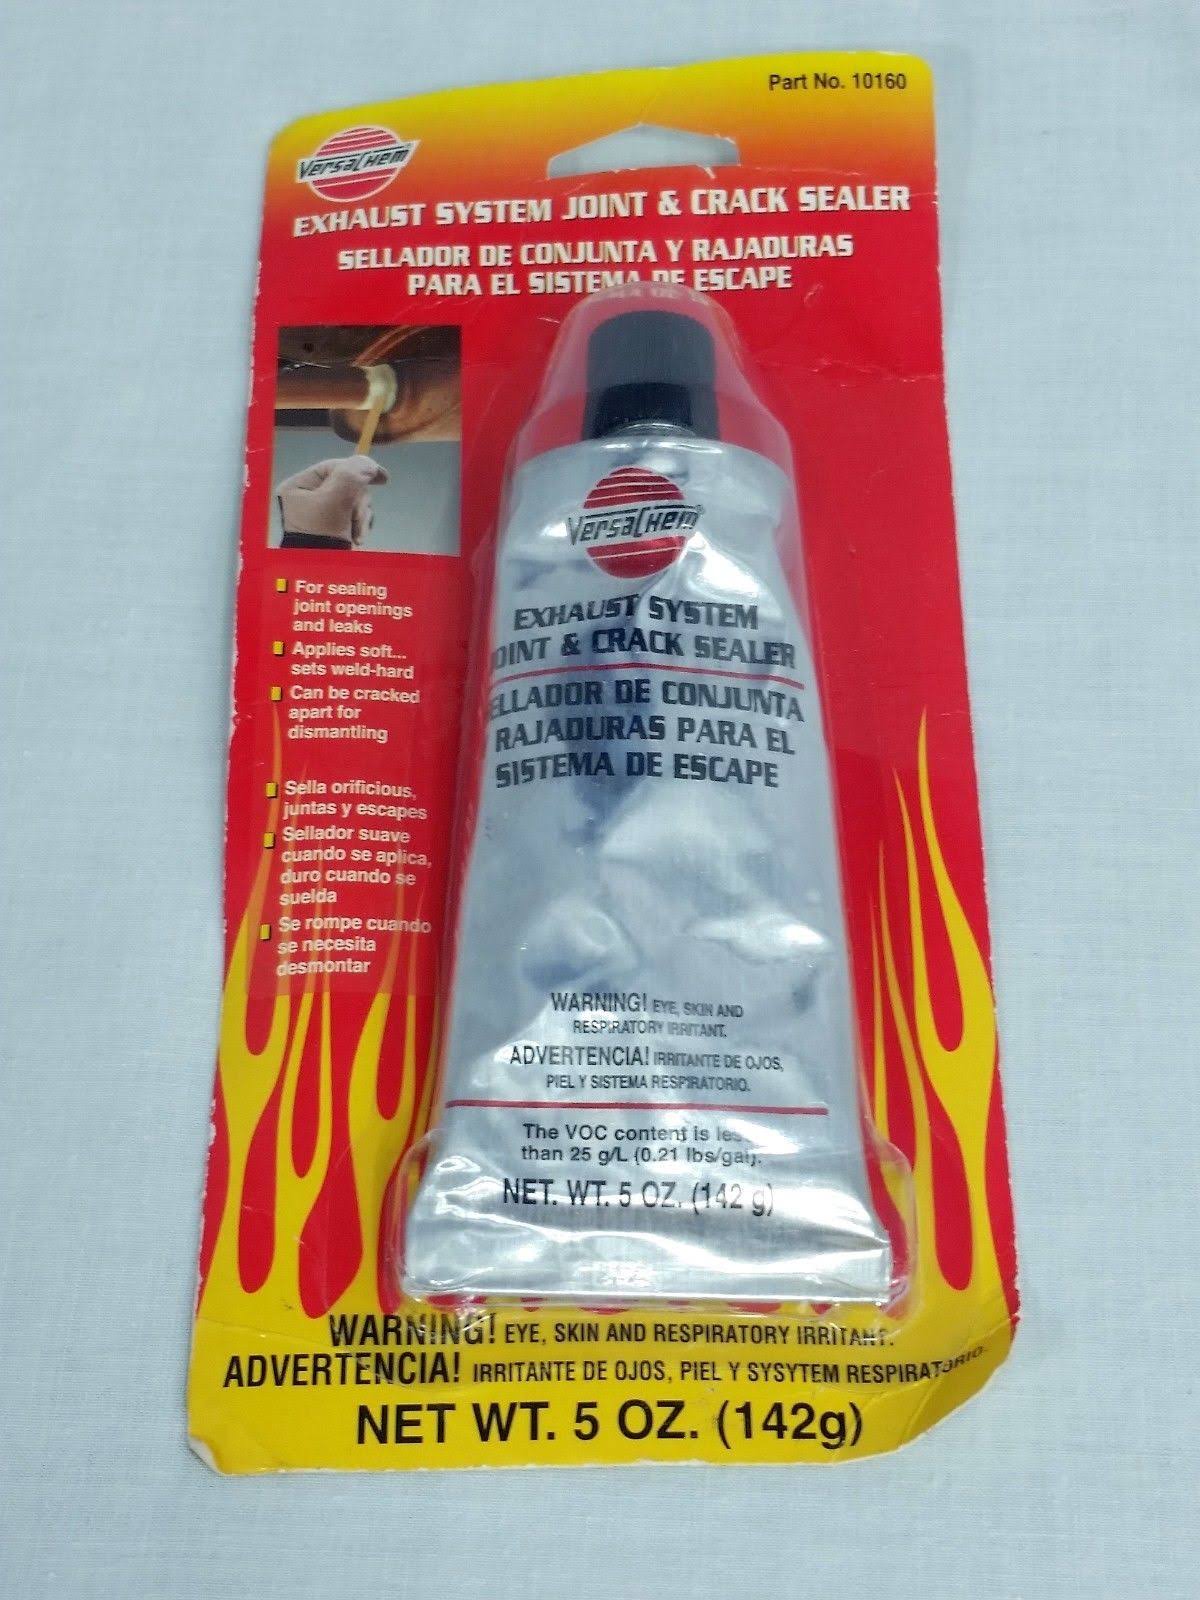 Part No. 10160
VersaChem®
EXHAUST SYSTEM JOINT & CRACK SEALER
SELLADOR DE CONJUNTA Y RAJADURAS
PARA EL SISTEMA DE ESCAPE
For sealing
joint openings
and leaks
Applies soft...
sets weld-hard
Can be cracked
apart for
dismantling
Sella orificious,
juntas y escapes
Sellador suave
cuando se aplica,
duro cuando se
suelda
Se rompe cuando
se necesita
desmontar
VersaChem®
EXHAUST SYSTEM
JOINT & CRACK SEALER
SELLADOR DE CONJUNTA
RAJADURAS PARA EL
SISTEMA DE ESCAPE
WARNING! EYE, SKIN AND
RESPIRATORY IRRITANT.
ADVERTENCIA! IRRITANTE DE OJOS,
PIEL Y SISTEMA RESPIRATORIO.
The VOC content is less
than 25 g/L (0.21 lbs/gal).
NET. WT. 5 OZ. (142 g)
WARNING! EYE, SKIN AND RESPIRATORY IRRITANT.
ADVERTENCIA! IRRITANTE DE OJOS, PIEL Y SYSYTEM RESPIRATORIO.
NET WT. 5 OZ. (142g)